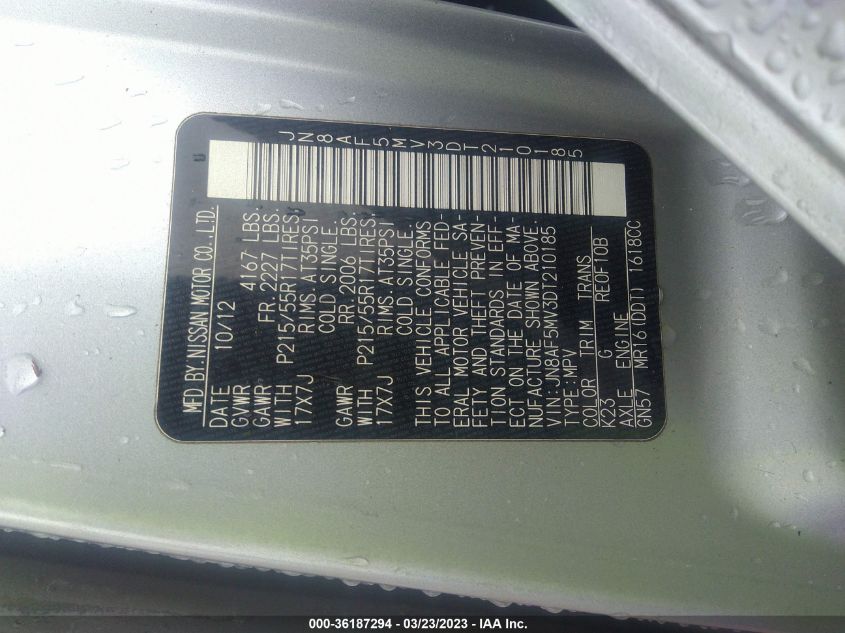 JN8AF5MV3DT210185
MFD BY NISSAN MOTOR CO., LTD.
DATE 10/12
GVWR 4167 LBS.
GAWR FR. 2227 LBS.
WITH P215/55R17TIRES:
17X7J RIMS AT35PSI
COLD SINGLE.
GAWR RR. 2006 LBS.
WITH P215/55R17TIRES:
17X7J RIMS. AT35PSI
COLD SINGLE.
THIS VEHICLE CONFORMS
TO ALL APPLICABLE FED-
ERAL MOTOR VEHICLE SA-
FETY AND THEFT PREVEN-
TION STANDARDS IN EFF-
ECT ON THE DATE OF MA-
NUFACTURE SHOWN ABOVE.
VIN:JN8AF5MV3DT210185
TYPE:MPV
COLOR TRIM TRANS
K23 G RE0F10B
AXLE ENGINE
GN57 MR16(DDT) 1618CC
000-36187294 - 03/23/2023 - IAA Inc.